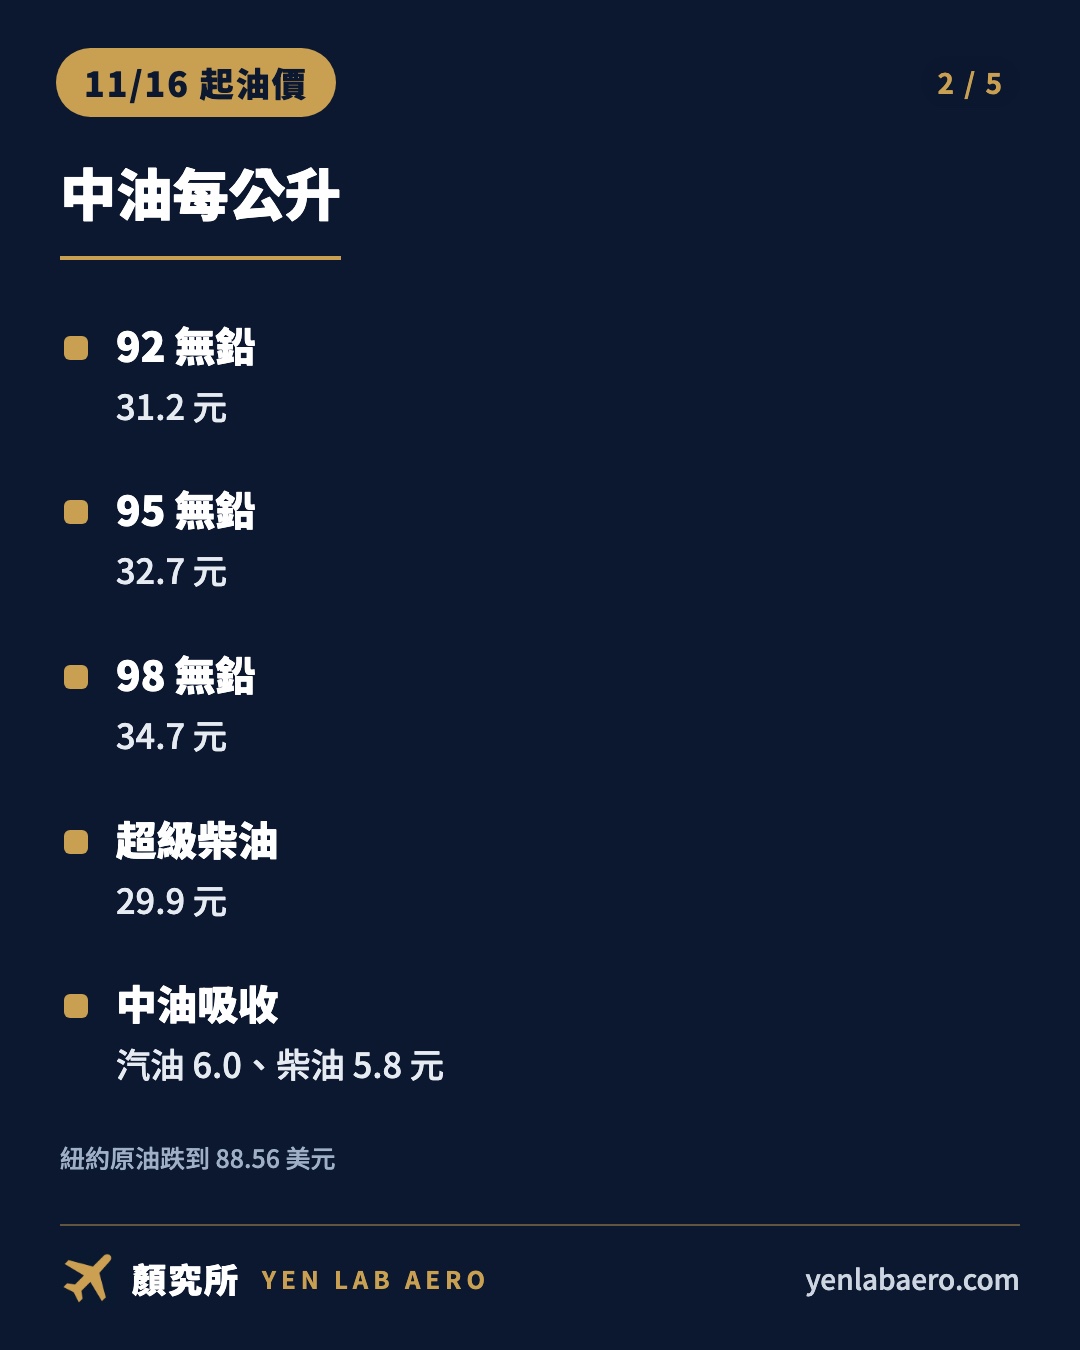 11/16 起油價
2 / 5
中油每公升
92 無鉛
31.2 元
95 無鉛
32.7 元
98 無鉛
34.7 元
超級柴油
29.9 元
中油吸收
汽油 6.0、柴油 5.8 元
紐約原油跌到 88.56 美元
顏究所 YEN LAB AERO
yenlabaero.com